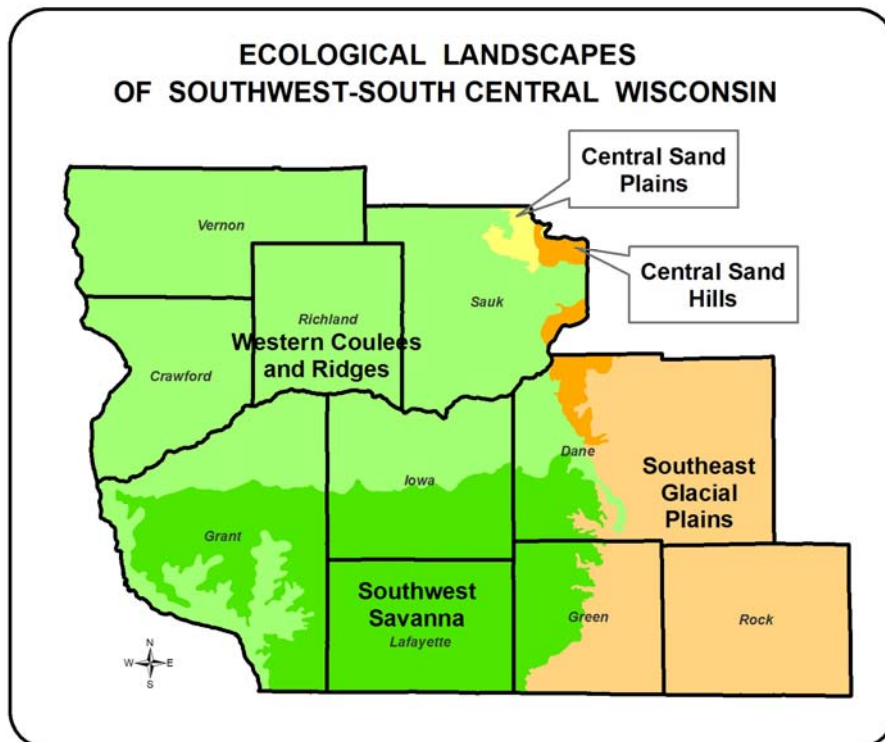 ECOLOGICAL LANDSCAPES
OF SOUTHWEST-SOUTH CENTRAL WISCONSIN
Central Sand
Plains
Vernon
Central Sand
Hills
Sauk
Richland
Western Coulees
and Ridges
Crawford
Dane
Southeast
Glacial
Plains
Iowa
Grant
Southwest
Savanna
Lafayette
Green
Rock
N
W
E
S